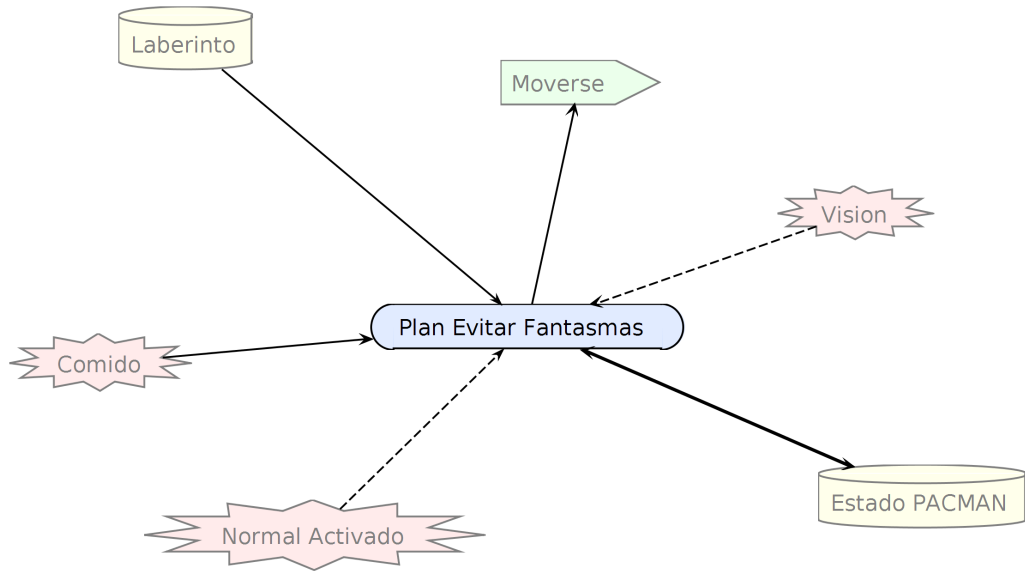 Laberinto
Moverse
Vision
Plan Evitar Fantasmas
Comido
Estado PACMAN
Normal Activado